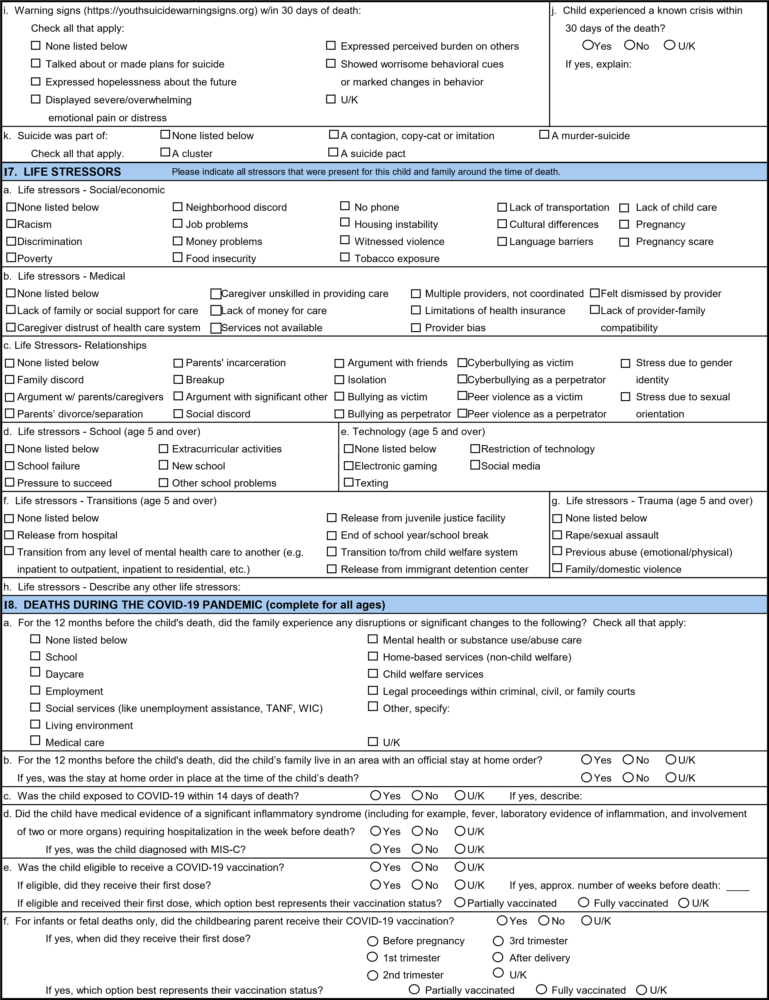 i. Warning signs (https://youthsuicidewarningsigns.org) w/in 30 days of death:
Check all that apply:
None listed below
Expressed perceived burden on others
Talked about or made plans for suicide
Showed worrisome behavioral cues
Expressed hopelessness about the future
or marked changes in behavior
Displayed severe/overwhelming
U/K
emotional pain or distress
j. Child experienced a known crisis within
30 days of the death?
Yes No U/K
If yes, explain:
k. Suicide was part of: None listed below A contagion, copy-cat or imitation A murder-suicide
Check all that apply. A cluster A suicide pact
I7. LIFE STRESSORS Please indicate all stressors that were present for this child and family around the time of death.
a. Life stressors - Social/economic
None listed below Neighborhood discord No phone Lack of transportation Lack of child care
Racism Job problems Housing instability Cultural differences Pregnancy
Discrimination Money problems Witnessed violence Language barriers Pregnancy scare
Poverty Food insecurity Tobacco exposure
b. Life stressors - Medical
None listed below Caregiver unskilled in providing care Multiple providers, not coordinated Felt dismissed by provider
Lack of family or social support for care Lack of money for care Limitations of health insurance Lack of provider-family
Caregiver distrust of health care system Services not available Provider bias compatibility
c. Life Stressors- Relationships
None listed below Parents' incarceration Argument with friends Cyberbullying as victim Stress due to gender
Family discord Breakup Isolation Cyberbullying as a perpetrator identity
Argument w/ parents/caregivers Argument with significant other Bullying as victim Peer violence as a victim Stress due to sexual
Parents’ divorce/separation Social discord Bullying as perpetrator Peer violence as a perpetrator orientation
d. Life stressors - School (age 5 and over)
None listed below Extracurricular activities
School failure New school
Pressure to succeed Other school problems
e. Technology (age 5 and over)
None listed below Restriction of technology
Electronic gaming Social media
Texting
f. Life stressors - Transitions (age 5 and over)
None listed below Release from juvenile justice facility
Release from hospital End of school year/school break
Transition from any level of mental health care to another (e.g. Transition to/from child welfare system
inpatient to outpatient, inpatient to residential, etc.) Release from immigrant detention center
g. Life stressors - Trauma (age 5 and over)
None listed below
Rape/sexual assault
Previous abuse (emotional/physical)
Family/domestic violence
h. Life stressors - Describe any other life stressors:
I8. DEATHS DURING THE COVID-19 PANDEMIC (complete for all ages)
a. For the 12 months before the child's death, did the family experience any disruptions or significant changes to the following? Check all that apply:
None listed below Mental health or substance use/abuse care
School Home-based services (non-child welfare)
Daycare Child welfare services
Employment Legal proceedings within criminal, civil, or family courts
Social services (like unemployment assistance, TANF, WIC) Other, specify:
Living environment
Medical care U/K
b. For the 12 months before the child's death, did the child’s family live in an area with an official stay at home order? Yes No U/K
If yes, was the stay at home order in place at the time of the child’s death? Yes No U/K
c. Was the child exposed to COVID-19 within 14 days of death? Yes No U/K If yes, describe:
d. Did the child have medical evidence of a significant inflammatory syndrome (including for example, fever, laboratory evidence of inflammation, and involvement
of two or more organs) requiring hospitalization in the week before death? Yes No U/K
If yes, was the child diagnosed with MIS-C? Yes No U/K
e. Was the child eligible to receive a COVID-19 vaccination? Yes No U/K
If eligible, did they receive their first dose? Yes No U/K If yes, approx. number of weeks before death: ____
If eligible and received their first dose, which option best represents their vaccination status? Partially vaccinated Fully vaccinated U/K
f. For infants or fetal deaths only, did the childbearing parent receive their COVID-19 vaccination? Yes No U/K
If yes, when did they receive their first dose?
Before pregnancy 3rd trimester
1st trimester After delivery
2nd trimester U/K
If yes, which option best represents their vaccination status? Partially vaccinated Fully vaccinated U/K